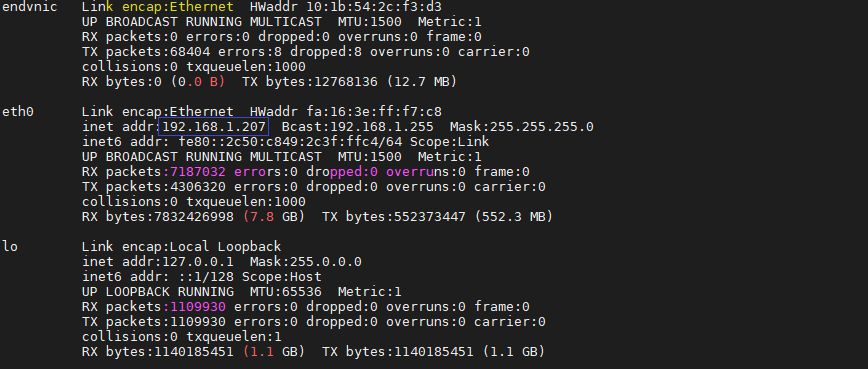 endvnic   Link encap:Ethernet  HWaddr 10:1b:54:2c:f3:d3
          UP BROADCAST RUNNING MULTICAST  MTU:1500  Metric:1
          RX packets:0 errors:0 dropped:0 overruns:0 frame:0
          TX packets:68404 errors:8 dropped:8 overruns:0 carrier:0
          collisions:0 txqueuelen:1000
          RX bytes:0 (0.0 B)  TX bytes:12768136 (12.7 MB)
eth0      Link encap:Ethernet  HWaddr fa:16:3e:ff:f7:c8
          inet addr:192.168.1.207  Bcast:192.168.1.255  Mask:255.255.255.0
          inet6 addr: fe80::2c50:c849:2c3f:ffc4/64 Scope:Link
          UP BROADCAST RUNNING MULTICAST  MTU:1500  Metric:1
          RX packets:7187032 errors:0 dropped:0 overruns:0 frame:0
          TX packets:4306320 errors:0 dropped:0 overruns:0 carrier:0
          collisions:0 txqueuelen:1000
          RX bytes:7832426998 (7.8 GB)  TX bytes:552373447 (552.3 MB)
lo        Link encap:Local Loopback
          inet addr:127.0.0.1  Mask:255.0.0.0
          inet6 addr: ::1/128 Scope:Host
          UP LOOPBACK RUNNING  MTU:65536  Metric:1
          RX packets:1109930 errors:0 dropped:0 overruns:0 frame:0
          TX packets:1109930 errors:0 dropped:0 overruns:0 carrier:0
          collisions:0 txqueuelen:1
          RX bytes:1140185451 (1.1 GB)  TX bytes:1140185451 (1.1 GB)